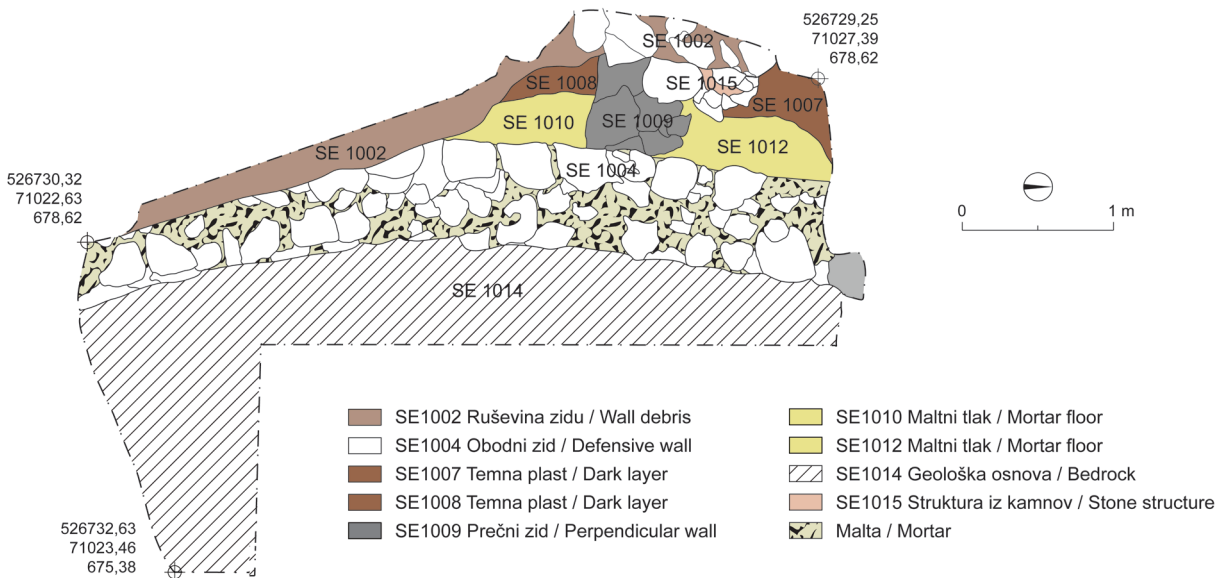 526729,25
71027,39
678,62
SE 1002
SE 1008
SE 1015
SE 1007
SE 1010
SE 1009
SE 1012
SE 1002
SE 1004
526730,32
71022,63
678,62
0 1 m
SE 1014
SE1002 Ruševina zidu / Wall debris
SE1004 Obodni zid / Defensive wall
SE1007 Temna plast / Dark layer
SE1008 Temna plast / Dark layer
SE1009 Prečni zid / Perpendicular wall
SE1010 Maltni tlak / Mortar floor
SE1012 Maltni tlak / Mortar floor
SE1014 Geološka osnova / Bedrock
SE1015 Struktura iz kamnov / Stone structure
Malta / Mortar
526732,63
71023,46
675,38